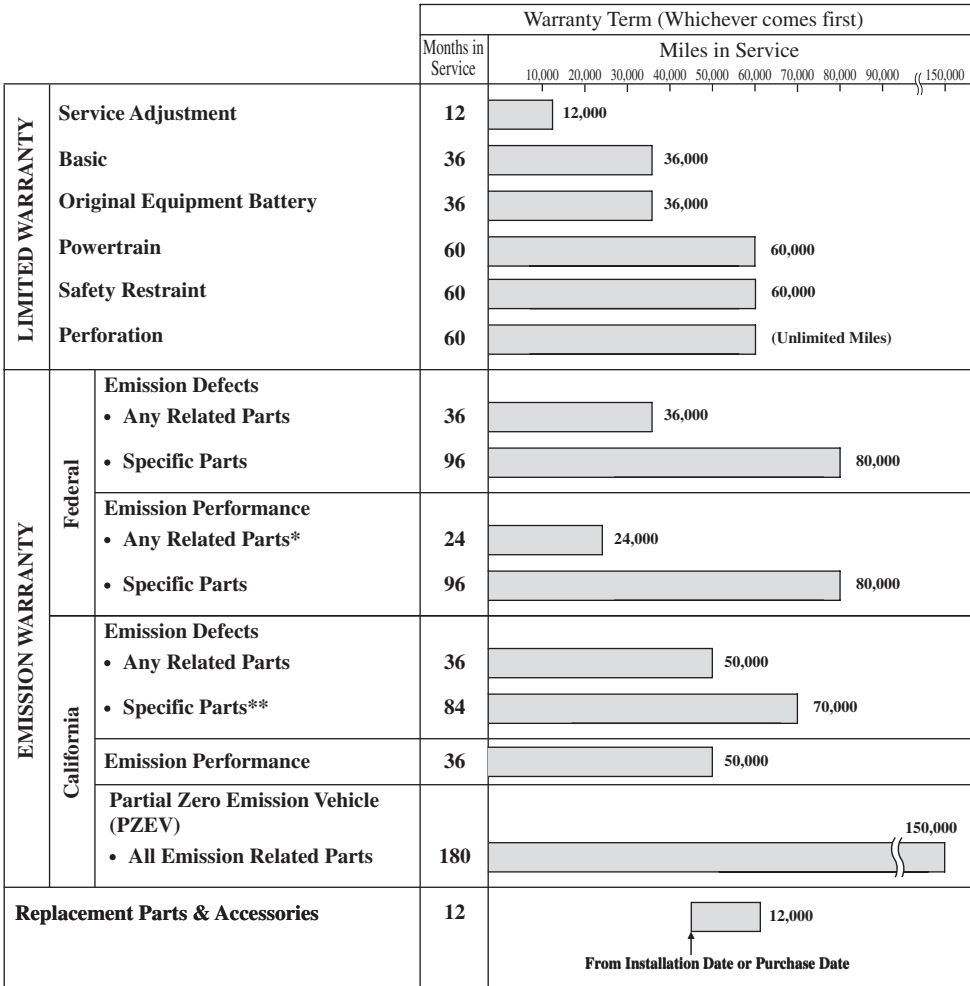 Warranty Term (Whichever comes first)
Months in
Service
Miles in Service
10,000 20,000 30,000 40,000 50,000 60,000 70,000 80,000 90,000 150,000
LIMITED WARRANTY
Service Adjustment 12 12,000
Basic 36 36,000
Original Equipment Battery 36 36,000
Powertrain 60 60,000
Safety Restraint 60 60,000
Perforation 60 (Unlimited Miles)
EMISSION WARRANTY
Federal
Emission Defects
• Any Related Parts 36 36,000
• Specific Parts 96 80,000
Emission Performance
• Any Related Parts* 24 24,000
• Specific Parts 96 80,000
California
Emission Defects
• Any Related Parts 36 50,000
• Specific Parts** 84 70,000
Emission Performance 36 50,000
Partial Zero Emission Vehicle
(PZEV)
150,000
• All Emission Related Parts 180
Replacement Parts & Accessories 12 12,000
From Installation Date or Purchase Date